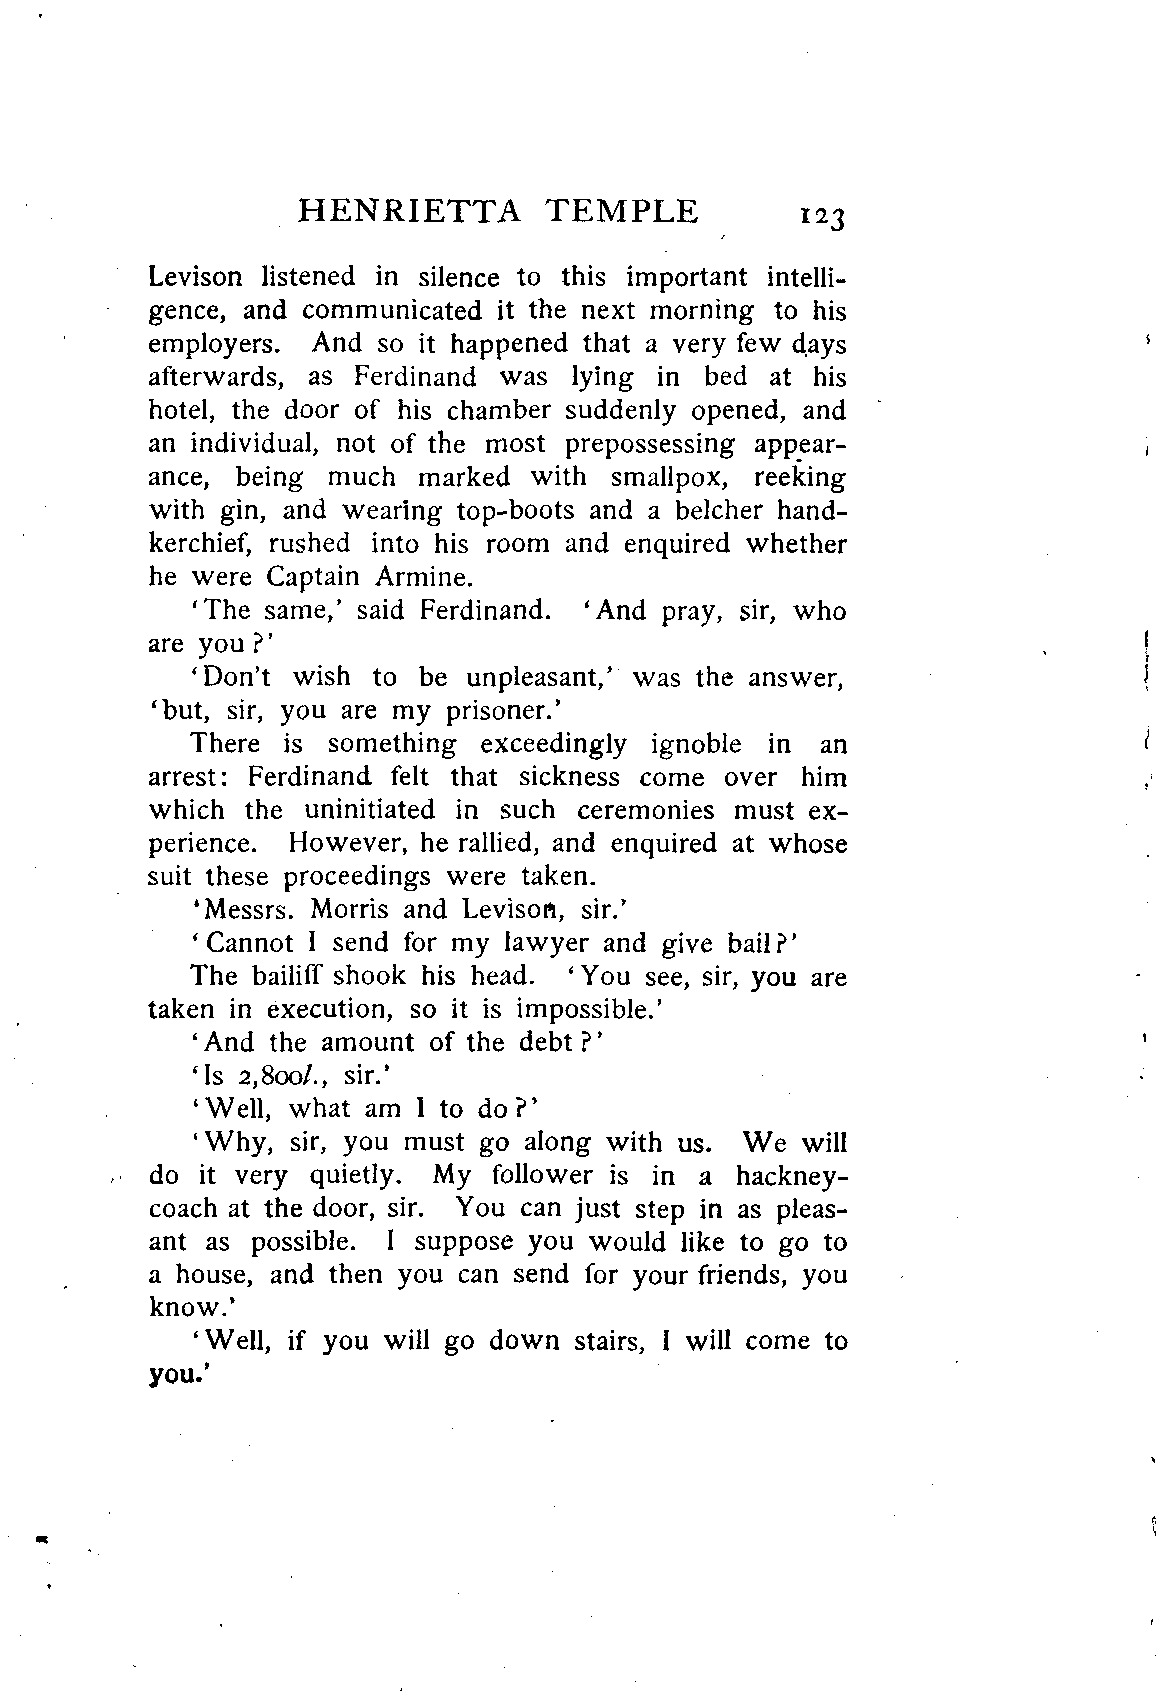 HENRIETTA TEMPLE 123
Levison listened in silence to this important intelli-
gence, and communicated it the next morning to his
employers. And so it happened that a very few days
afterwards, as Ferdinand was lying in bed at his
hotel, the door of his chamber suddenly opened, and
an individual, not of the most prepossessing appear-
ance, being much marked with smallpox, reeking
with gin, and wearing top-boots and a belcher hand-
kerchief, rushed into his room and enquired whether
he were Captain Armine.
‘The same,’ said Ferdinand. ‘And pray, sir, who
are you?’
‘Don’t wish to be unpleasant,’ was the answer,
‘but, sir, you are my prisoner.’
There is something exceedingly ignoble in an
arrest: Ferdinand felt that sickness come over him
which the uninitiated in such ceremonies must ex-
perience. However, he rallied, and enquired at whose
suit these proceedings were taken.
‘Messrs. Morris and Levison, sir.’
‘Cannot I send for my lawyer and give bail?’
The bailiff shook his head. ‘You see, sir, you are
taken in execution, so it is impossible.’
‘And the amount of the debt?’
‘Is 2,800l., sir.’
‘Well, what am I to do?’
‘Why, sir, you must go along with us. We will
do it very quietly. My follower is in a hackney-
coach at the door, sir. You can just step in as pleas-
ant as possible. I suppose you would like to go to
a house, and then you can send for your friends, you
know.’
‘Well, if you will go down stairs, I will come to
you.’